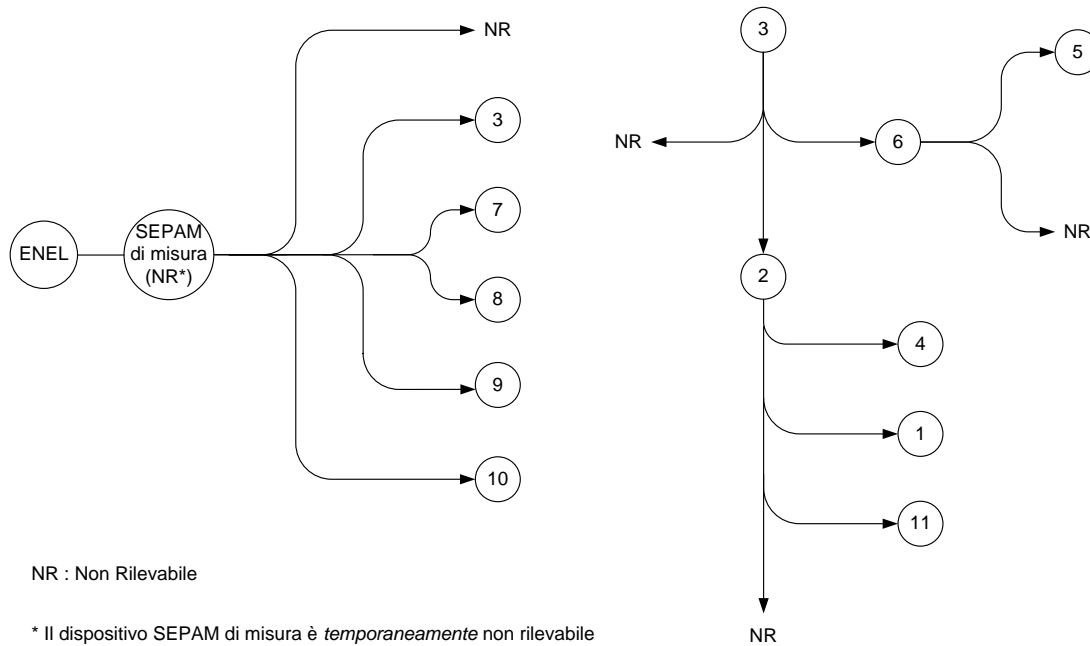 NR
3
7
ENEL
SEPAM
di misura
(NR*)
8
9
10
3
5
NR
6
NR
2
4
1
11
NR
NR : Non Rilevabile
* Il dispositivo SEPAM di misura è temporaneamente non rilevabile